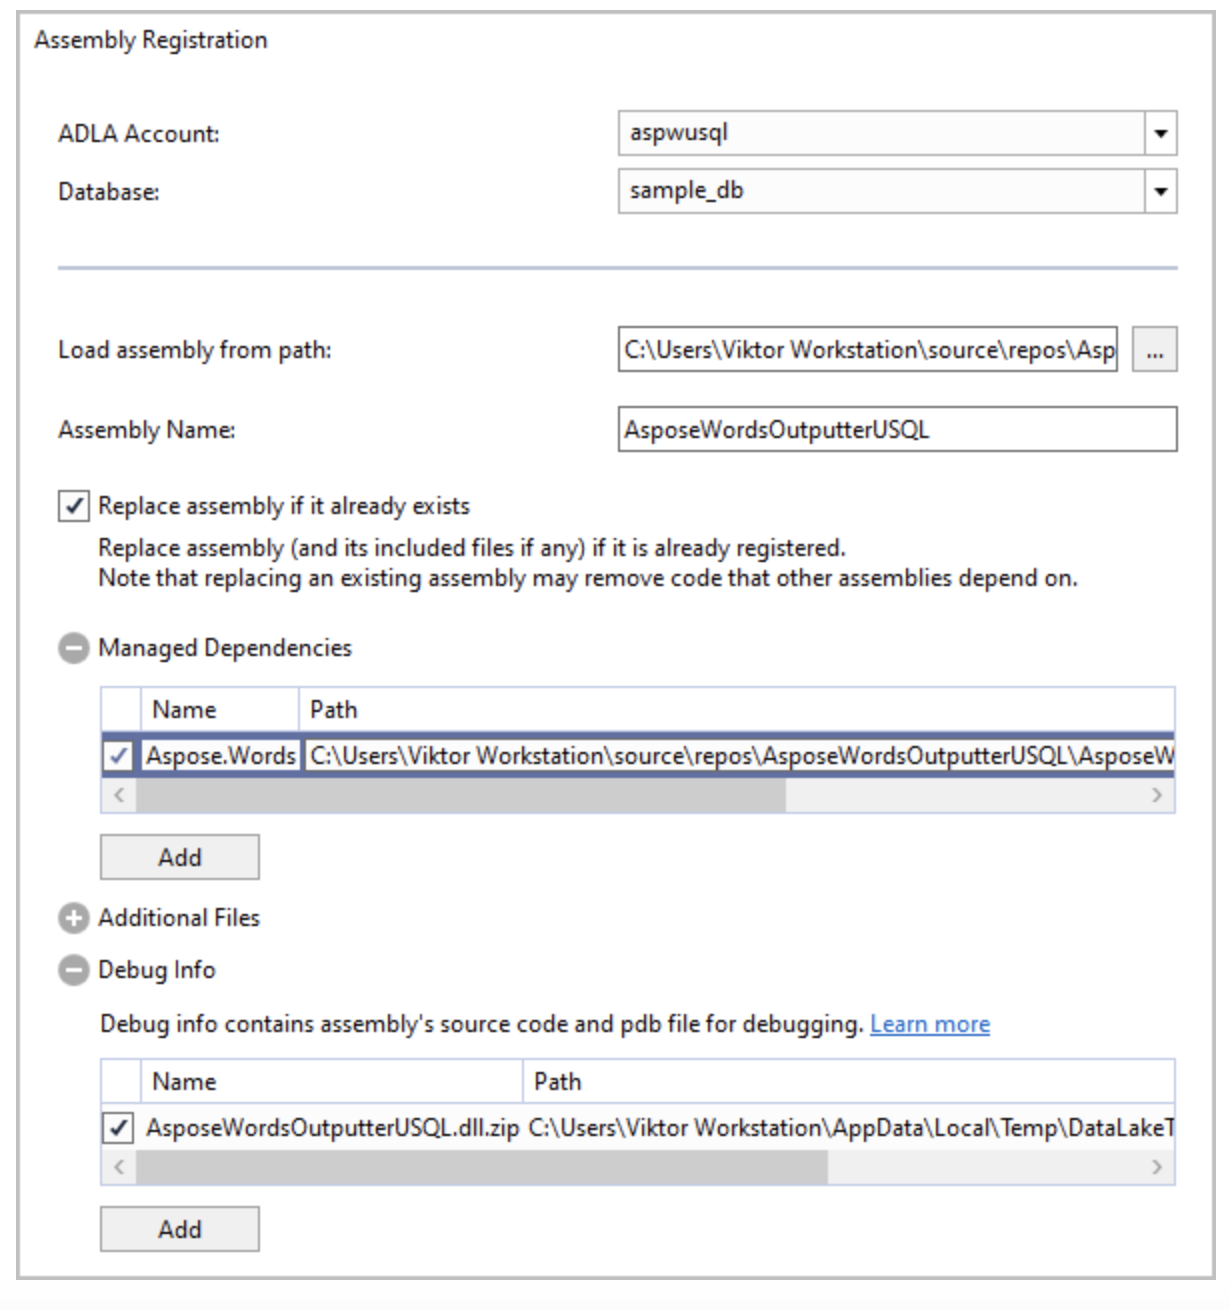 Assembly Registration
ADLA Account: aspwusql
Database: sample_db
Load assembly from path: C:\Users\Viktor Workstation\source\repos\Asp ...
Assembly Name: AsposeWordsOutputterUSQL
Replace assembly if it already exists
Replace assembly (and its included files if any) if it is already registered.
Note that replacing an existing assembly may remove code that other assemblies depend on.
Managed Dependencies
Name Path
Aspose.Words C:\Users\Viktor Workstation\source\repos\AsposeWordsOutputterUSQL\AsposeW
Add
Additional Files
Debug Info
Debug info contains assembly's source code and pdb file for debugging. Learn more
Name Path
AsposeWordsOutputterUSQL.dll.zip C:\Users\Viktor Workstation\AppData\Local\Temp\DataLakeT
Add